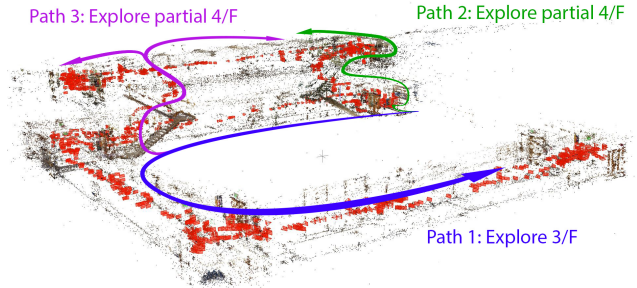 Path 3: Explore partial 4/F
Path 2: Explore partial 4/F
Path 1: Explore 3/F